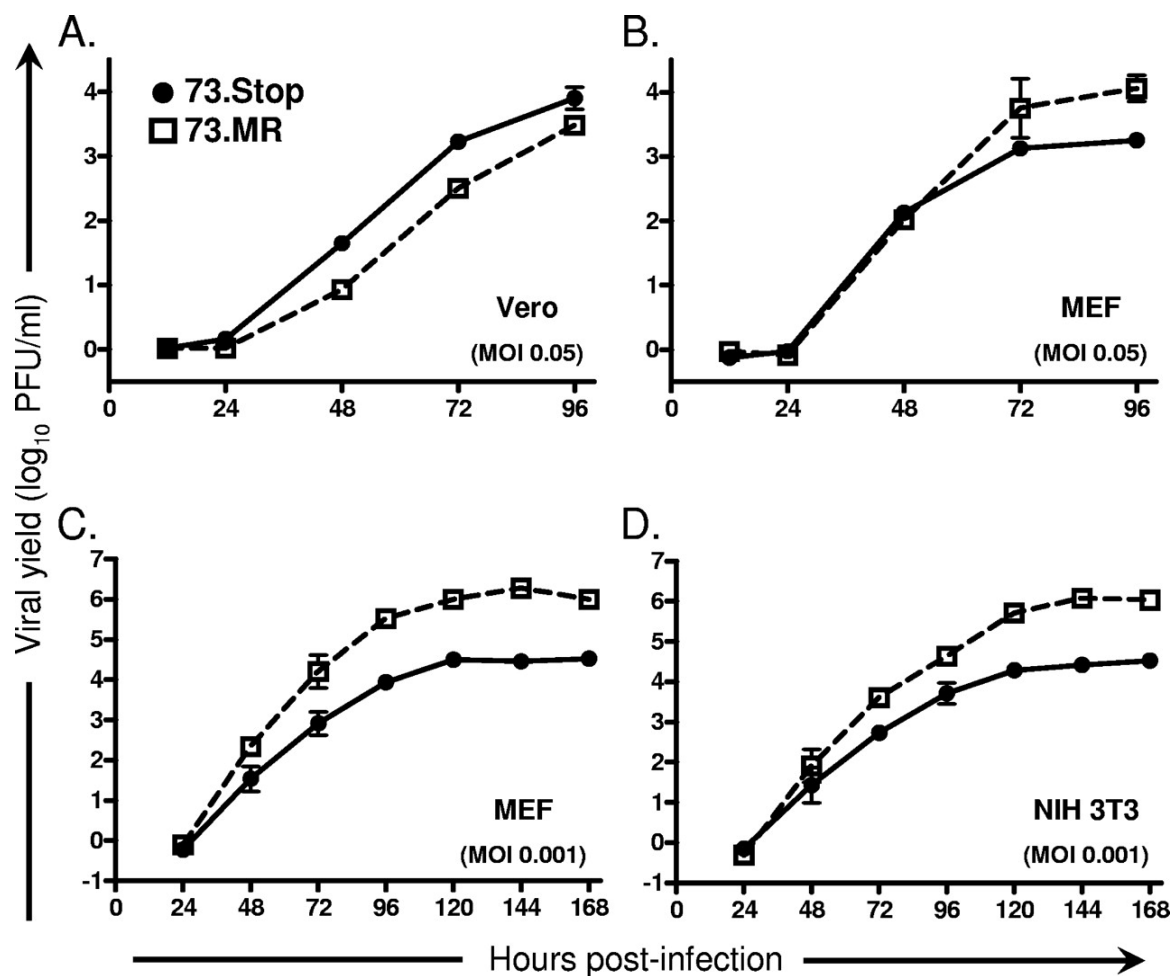 A.
73.Stop
73.MR
4
3
2
1
0
Vero
(MOI 0.05)
0 24 48 72 96
B.
4
3
2
1
0
MEF
(MOI 0.05)
0 24 48 72 96
Viral yield (log10 PFU/ml)
C.
7
6
5
4
3
2
1
0
-1
MEF
(MOI 0.001)
0 24 48 72 96 120 144 168
D.
7
6
5
4
3
2
1
0
-1
NIH 3T3
(MOI 0.001)
0 24 48 72 96 120 144 168
Hours post-infection